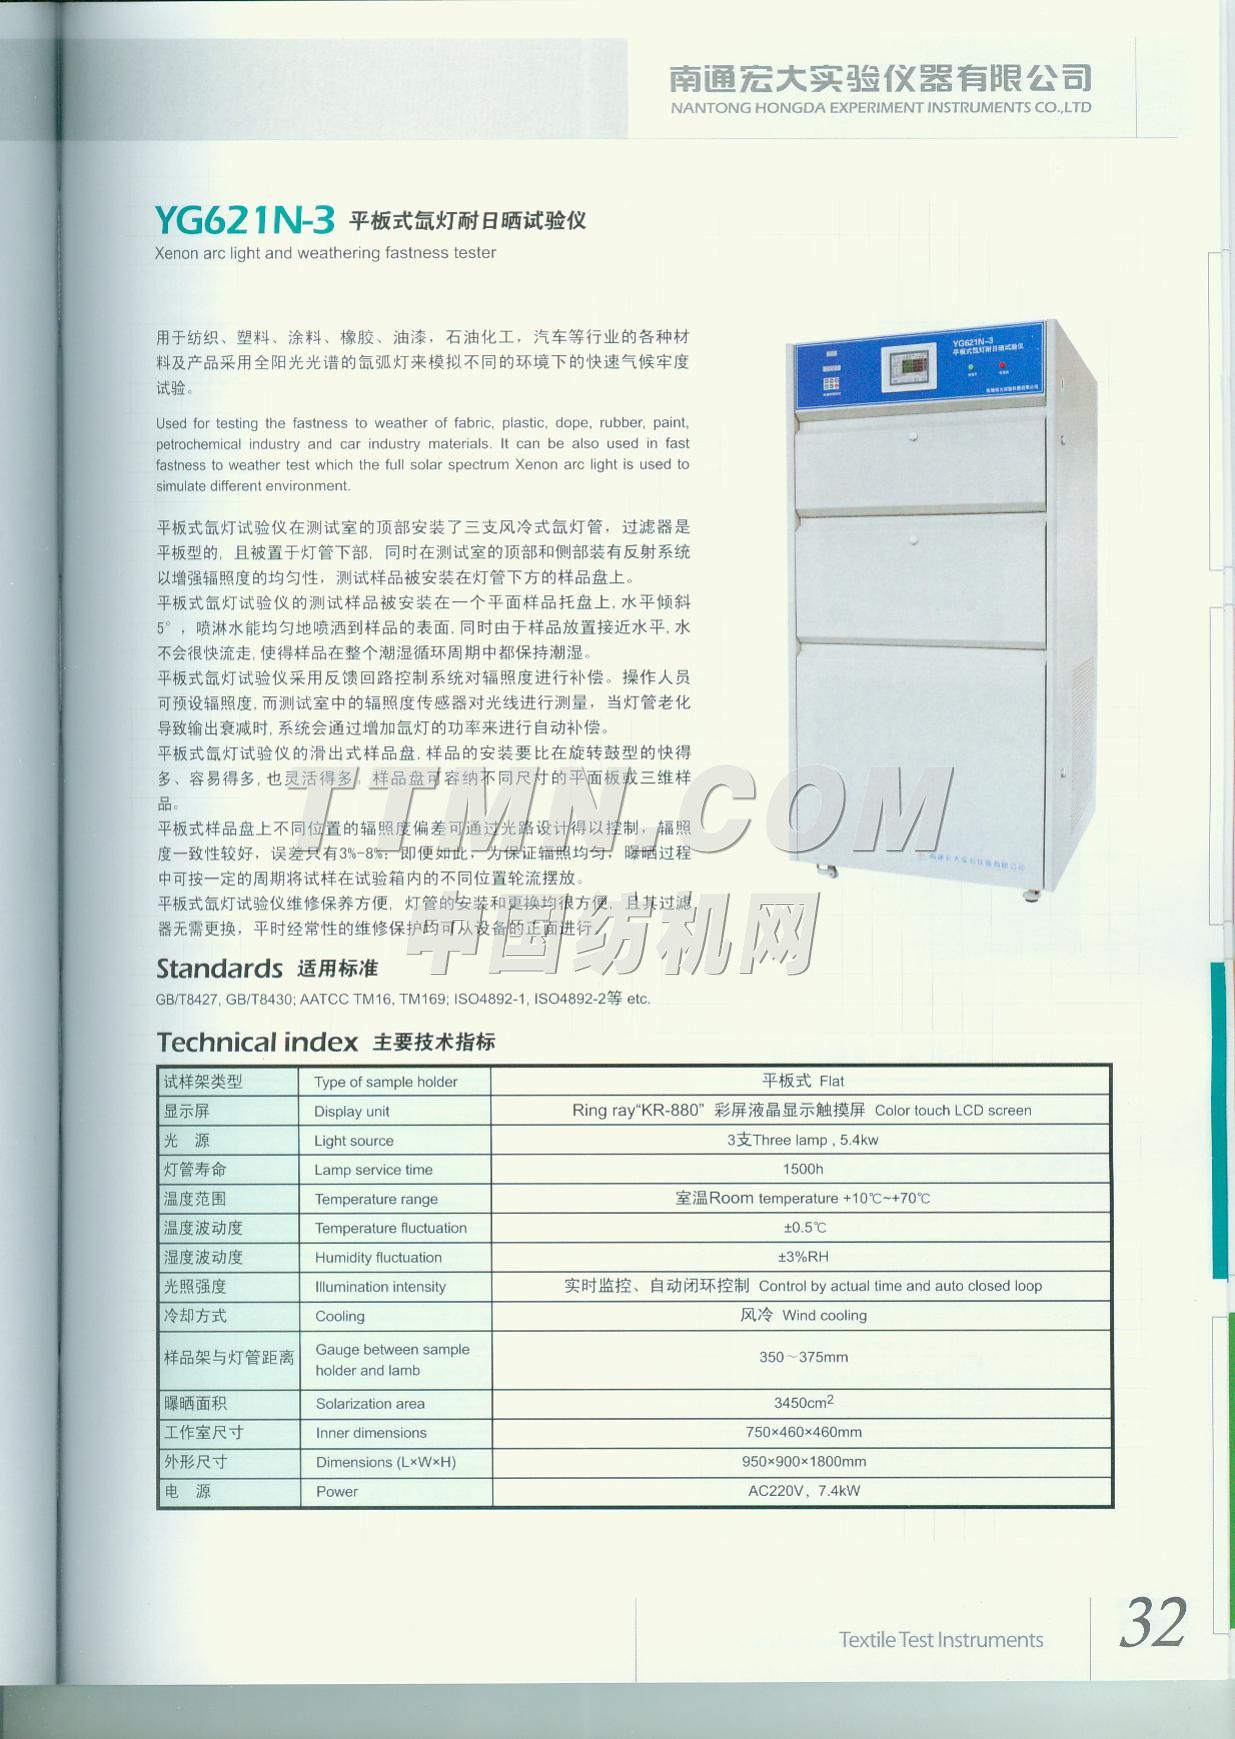 南通宏大实验仪器有限公司
NANTONG HONGDA EXPERIMENT INSTRUMENTS CO.,LTD
YG621N-3 平板式氙灯耐日晒试验仪
Xenon arc light and weathering fastness tester
用于纺织、塑料、涂料、橡胶、油漆，石油化工，汽车等行业的各种材
料及产品采用全阳光光谱的氙弧灯来模拟不同的环境下的快速气候牢度
试验。
Used for testing the fastness to weather of fabric, plastic, dope, rubber, paint,
petrochemical industry and car industry materials. It can be also used in fast
fastness to weather test which the full solar spectrum Xenon arc light is used to
simulate different environment.
平板式氙灯试验仪在测试室的顶部安装了三支风冷式氙灯管，过滤器是
平板型的，且被置于灯管下部，同时在测试室的顶部和侧部装有反射系统
以增强辐照度的均匀性，测试样品被安装在灯管下方的样品盘上。
平板式氙灯试验仪的测试样品被安装在一个平面样品托盘上,水平倾斜
5°，喷淋水能均匀地喷洒到样品的表面,同时由于样品放置接近水平,水
不会很快流走,使得样品在整个潮湿循环周期中都保持潮湿。
平板式氙灯试验仪采用反馈回路控制系统对辐照度进行补偿。操作人员
可预设辐照度,而测试室中的辐照度传感器对光线进行测量，当灯管老化
导致输出衰减时,系统会通过增加氙灯的功率来进行自动补偿。
平板式氙灯试验仪的滑出式样品盘,样品的安装要比在旋转鼓型的快得
多、容易得多,也灵活得多。样品盘可容纳不同尺寸的平面板或三维样
品。
平板式样品盘上不同位置的辐照度偏差可通过光路设计得以控制，辐照
度一致性较好，误差只有3%-8%；即便如此，为保证辐照均匀，曝晒过程
中可按一定的周期将试样在试验箱内的不同位置轮流摆放。
平板式氙灯试验仪维修保养方便，灯管的安装和更换均很方便，且其过滤
器无需更换，平时经常性的维修保护均可从设备的正面进行。
TTMN.COM
中国纺机网
YG621N-3
平板式氙灯耐日晒试验仪
南通宏大实验仪器有限公司
南通宏大实验仪器有限公司
Standards 适用标准
GB/T8427, GB/T8430; AATCC TM16, TM169; ISO4892-1, ISO4892-2等 etc.
Technical index 主要技术指标
试样架类型 Type of sample holder 平板式 Flat
显示屏 Display unit Ring ray“KR-880” 彩屏液晶显示触摸屏 Color touch LCD screen
光 源 Light source 3支Three lamp , 5.4kw
灯管寿命 Lamp service time 1500h
温度范围 Temperature range 室温Room temperature +10℃~+70℃
温度波动度 Temperature fluctuation ±0.5℃
湿度波动度 Humidity fluctuation ±3%RH
光照强度 Illumination intensity 实时监控、自动闭环控制 Control by actual time and auto closed loop
冷却方式 Cooling 风冷 Wind cooling
样品架与灯管距离 Gauge between sample
holder and lamb 350～375mm
曝晒面积 Solarization area 3450cm²
工作室尺寸 Inner dimensions 750×460×460mm
外形尺寸 Dimensions (L×W×H) 950×900×1800mm
电 源 Power AC220V，7.4kW
Textile Test Instruments 32